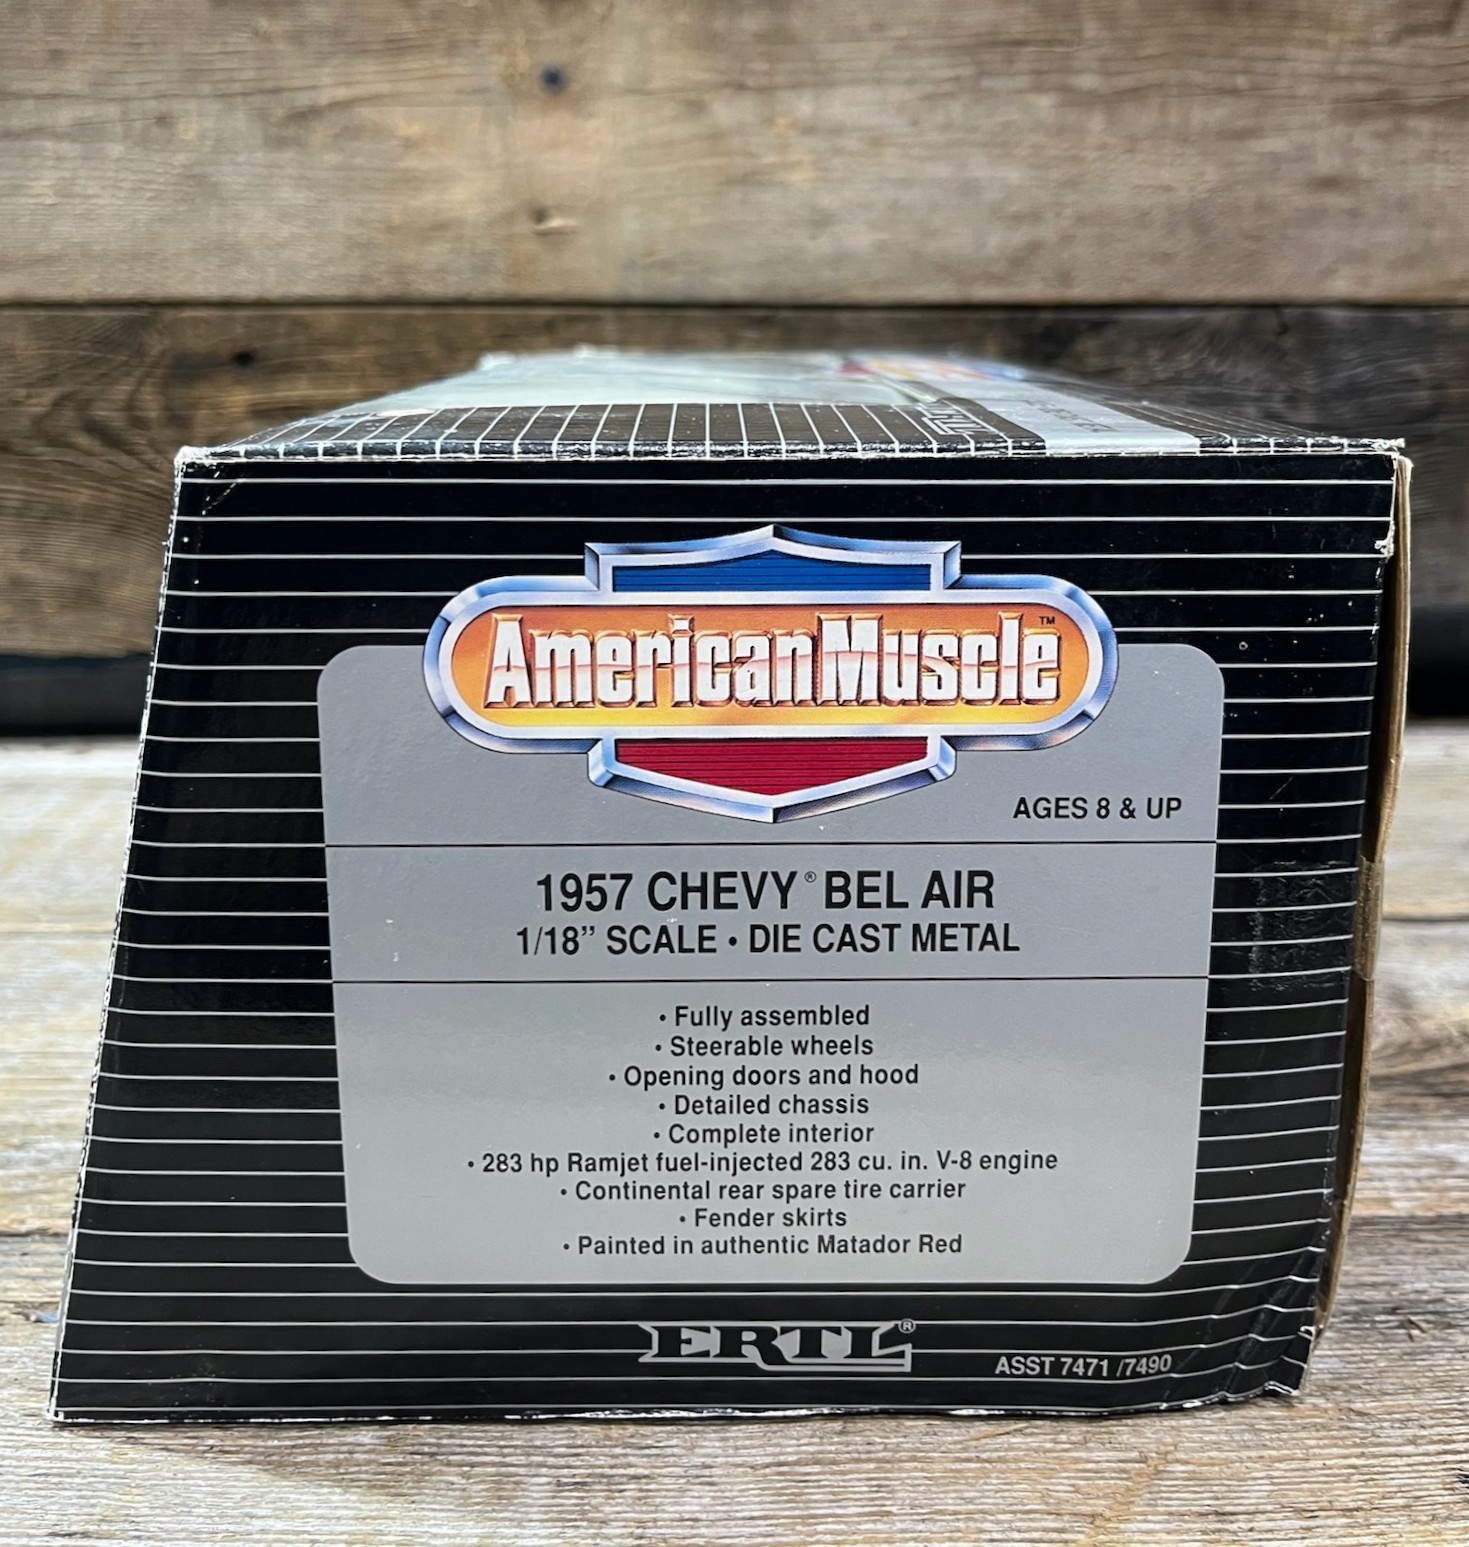 AmericanMuscle™
AGES 8 & UP
1957 CHEVY® BEL AIR
1/18” SCALE • DIE CAST METAL
• Fully assembled
• Steerable wheels
• Opening doors and hood
• Detailed chassis
• Complete interior
• 283 hp Ramjet fuel-injected 283 cu. in. V-8 engine
• Continental rear spare tire carrier
• Fender skirts
• Painted in authentic Matador Red
ERTL®
ASST 7471 /7490